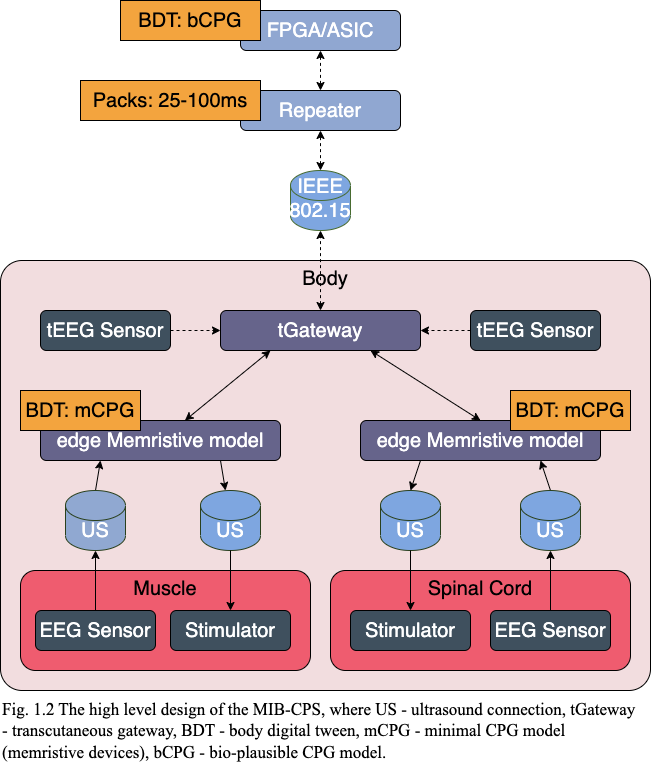 BDT: bCPG
FPGA/ASIC
Packs: 25-100ms
Repeater
IEEE
802.15
Body
tEEG Sensor
tGateway
tEEG Sensor
BDT: mCPG
BDT: mCPG
edge Memristive model
edge Memristive model
US
US
US
US
Muscle
Spinal Cord
EEG Sensor
Stimulator
Stimulator
EEG Sensor
Fig. 1.2 The high level design of the MIB-CPS, where US - ultrasound connection, tGateway
- transcutaneous gateway, BDT - body digital tween, mCPG - minimal CPG model
(memristive devices), bCPG - bio-plausible CPG model.